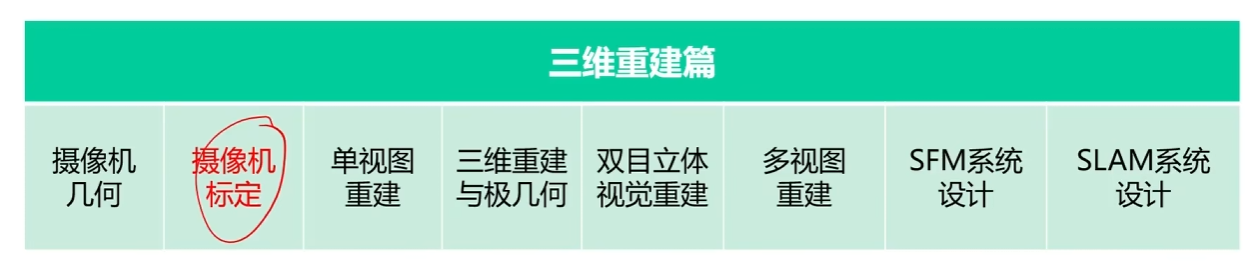 三维重建篇
摄像机
几何
摄像机
标定
单视图
重建
三维重建
与极几何
双目立体
视觉重建
多视图
重建
SFM系统
设计
SLAM系统
设计